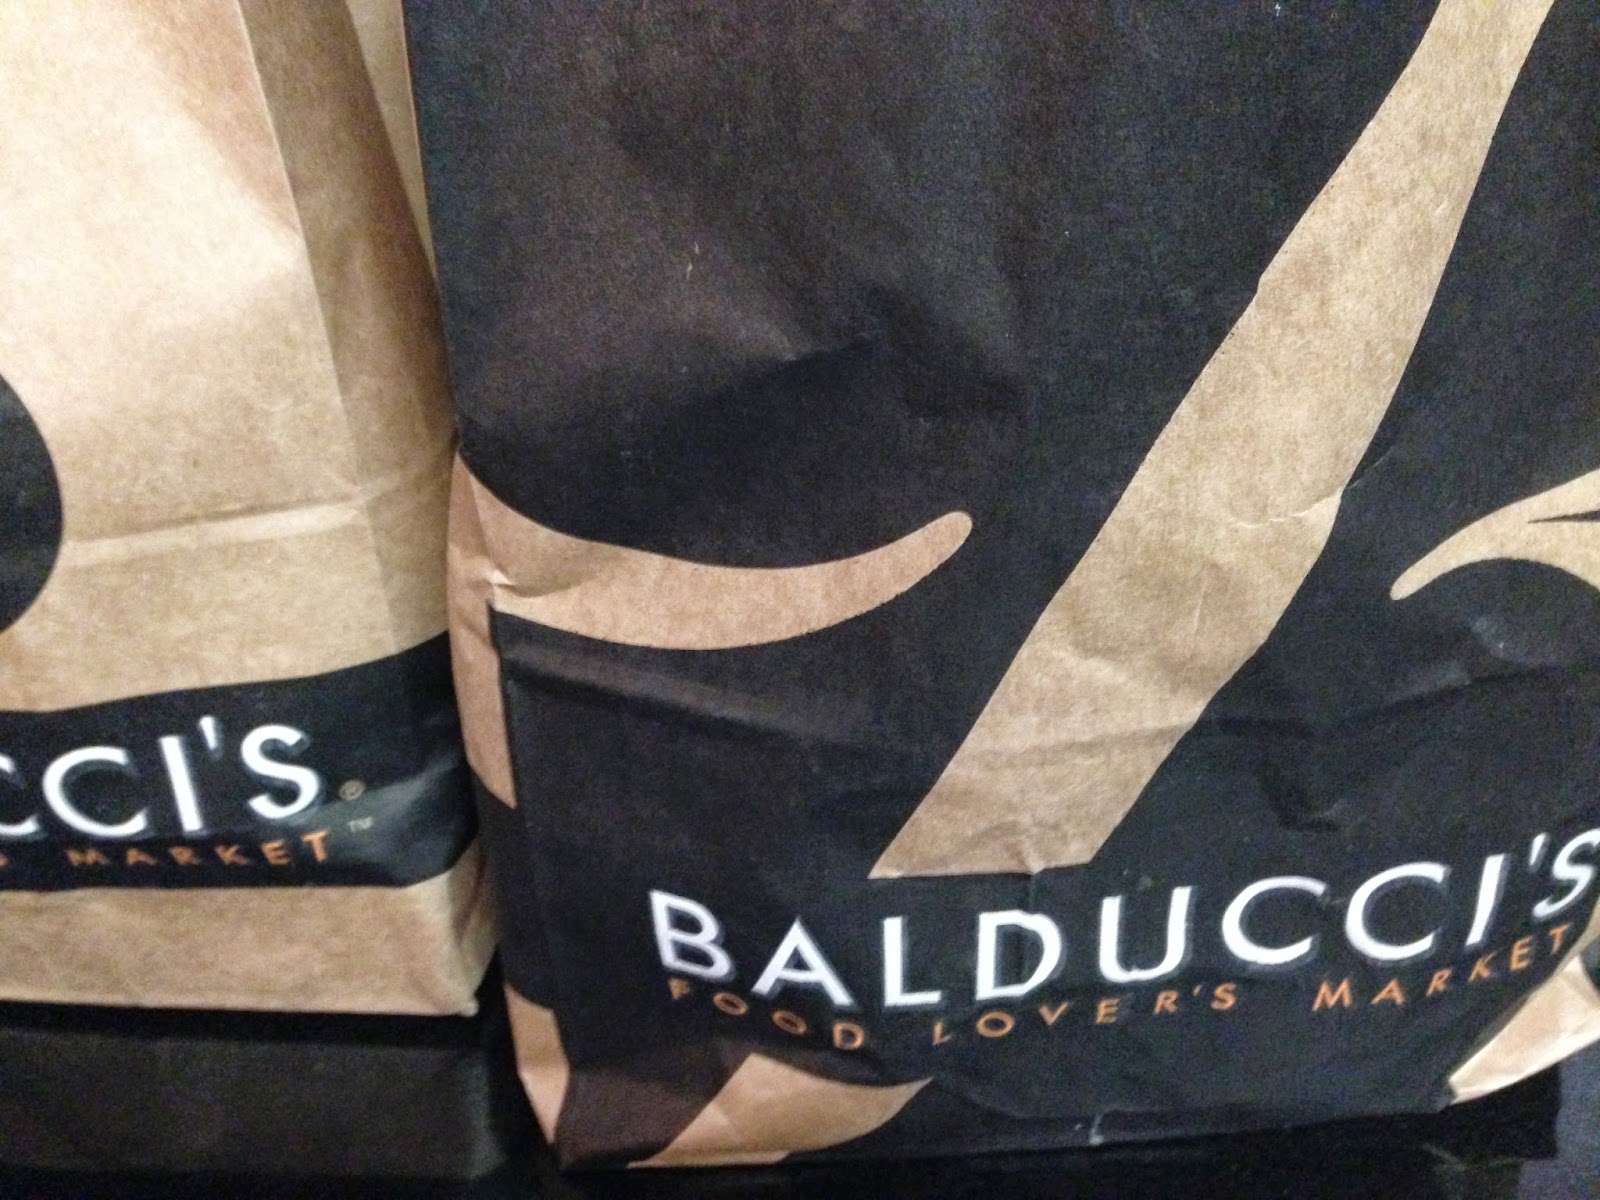 CCI'S®
MARKET™
BALDUCCI'S
FOOD LOVER'S MARKET